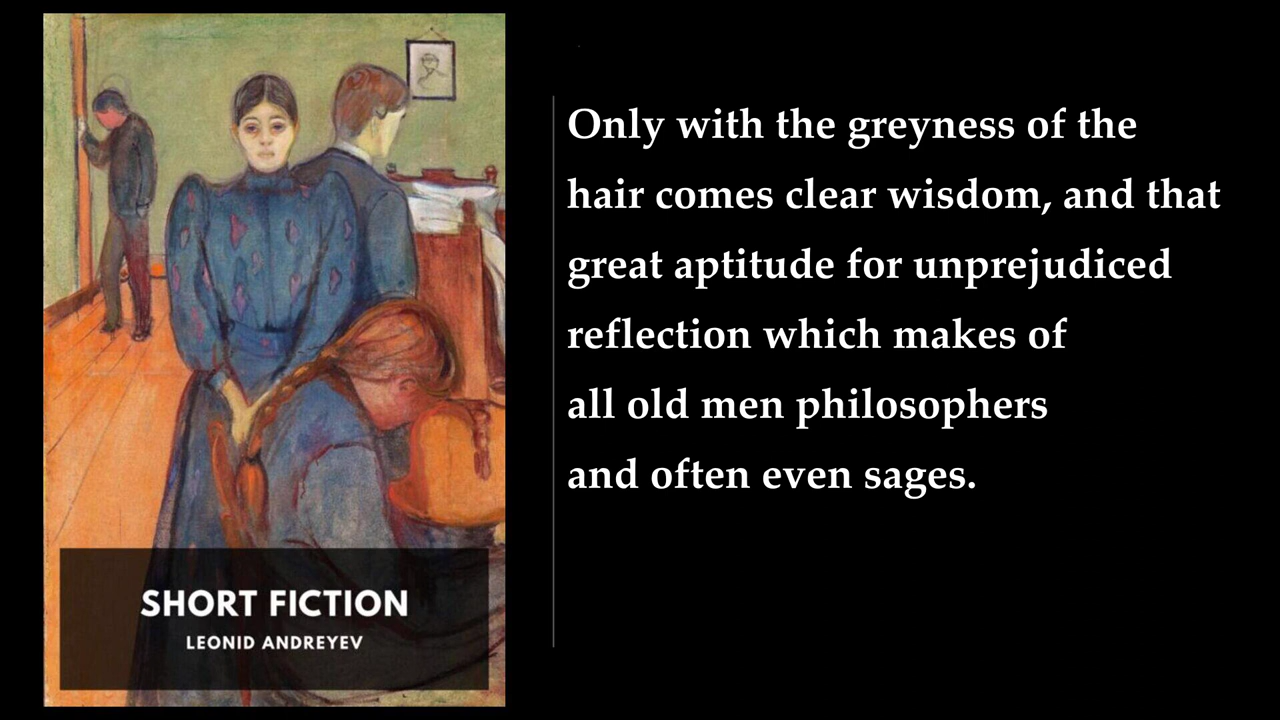 SHORT FICTION
LEONID ANDREYEV
Only with the greyness of the
hair comes clear wisdom, and that
great aptitude for unprejudiced
reflection which makes of
all old men philosophers
and often even sages.